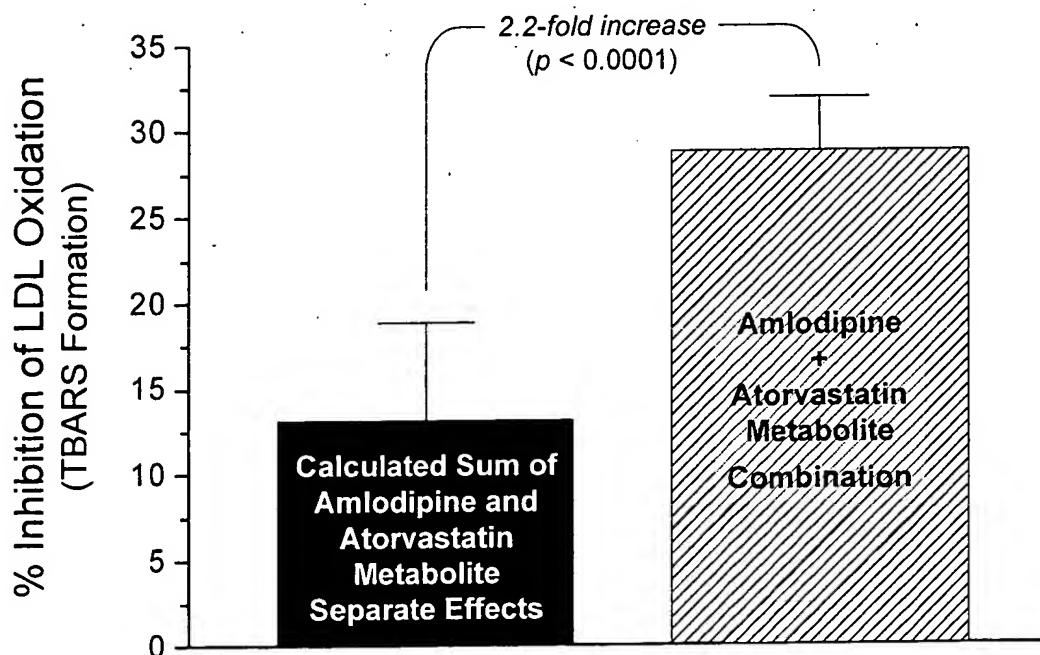 2.2-fold increase
(p < 0.0001)
% Inhibition of LDL Oxidation
(TBARS Formation)
35
30
25
20
15
10
5
0
Calculated Sum of
Amlodipine and
Atorvastatin
Metabolite
Separate Effects
Amlodipine
+
Atorvastatin
Metabolite
Combination